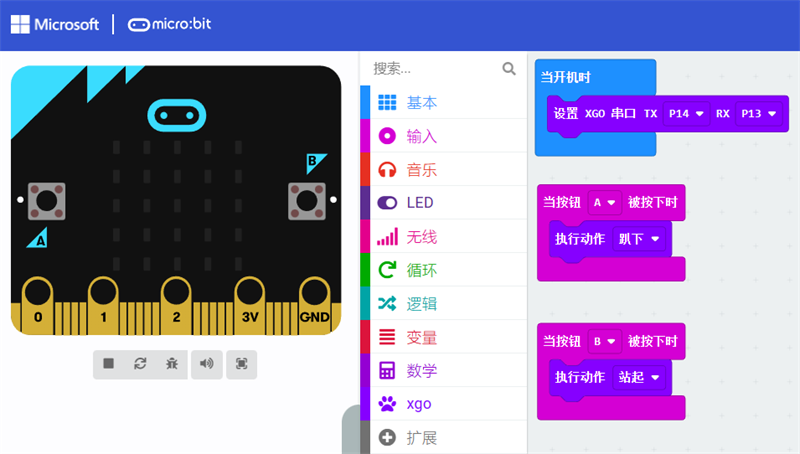 Microsoft micro:bit
B
A
0 1 2 3V GND
搜索...
基本
输入
音乐
LED
无线
循环
逻辑
变量
数学
xgo
扩展
当开机时
设置 XGO 串口 TX P14 RX P13
当按钮 A 被按下时
执行动作 趴下
当按钮 B 被按下时
执行动作 站起